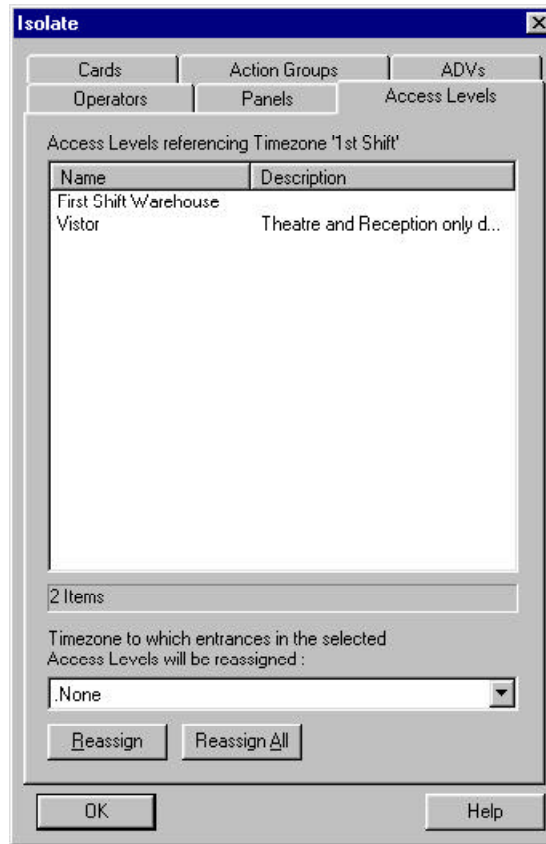 Isolate
Cards Action Groups ADVs
Operators Panels Access Levels
Access Levels referencing Timezone '1st Shift'
Name Description
First Shift Warehouse
Vistor Theatre and Reception only d...
2 Items
Timezone to which entrances in the selected
Access Levels will be reassigned :
.None
Reassign Reassign All
OK Help